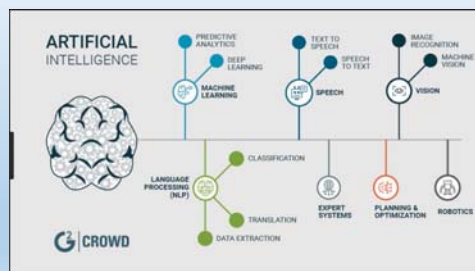 ARTIFICIAL
INTELLIGENCE
PREDICTIVE
ANALYTICS
DEEP
LEARNING
MACHINE LEARNING
TEXT TO
SPEECH
SPEECH
TO TEXT
SPEECH
IMAGE
RECOGNITION
MACHINE
VISION
VISION
LANGUAGE
PROCESSING
(NLP)
CLASSIFICATION
TRANSLATION
DATA EXTRACTION
EXPERT
SYSTEMS
PLANNING &
OPTIMIZATION
ROBOTICS
G2 | CROWD